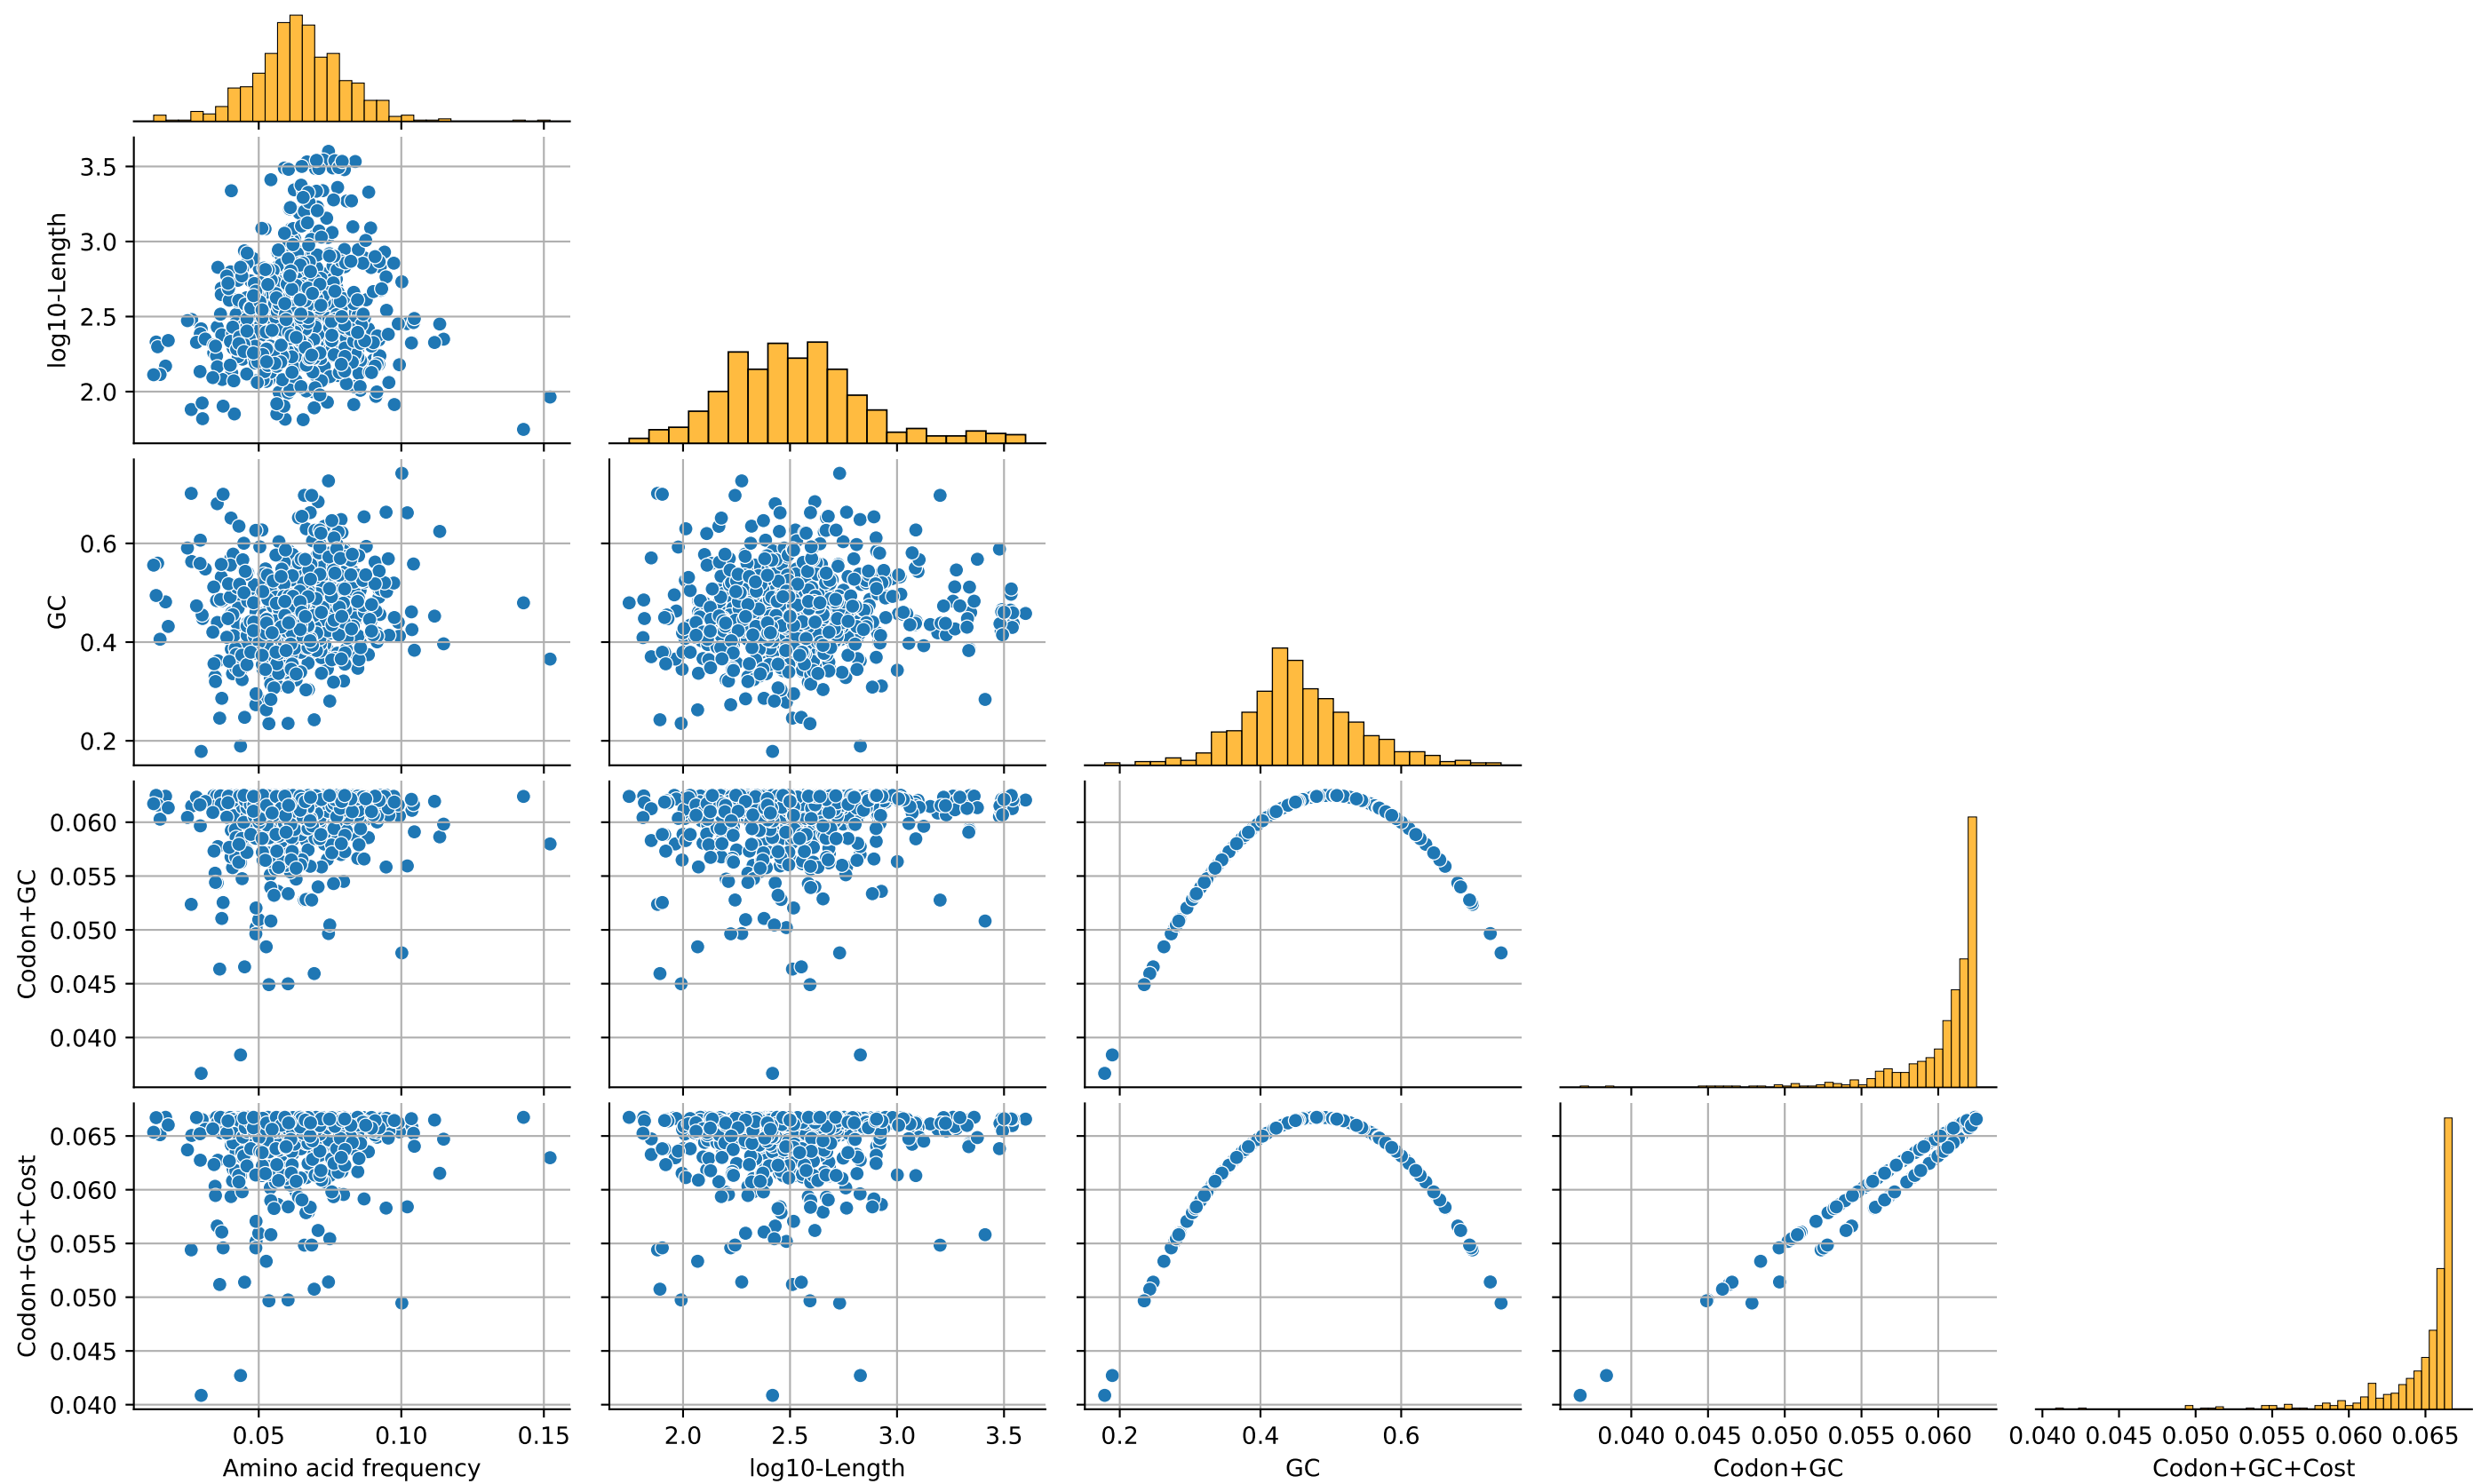 3.5
3.0
2.5
2.0
log10-Length
0.6
0.4
0.2
GC
0.060
0.055
0.050
0.045
0.040
Codon+GC
0.065
0.060
0.055
0.050
0.045
0.040
Codon+GC+Cost
0.05 0.10 0.15
Amino acid frequency
2.0 2.5 3.0 3.5
log10-Length
0.2 0.4 0.6
GC
0.040 0.045 0.050 0.055 0.060
Codon+GC
0.040 0.045 0.050 0.055 0.060 0.065
Codon+GC+Cost